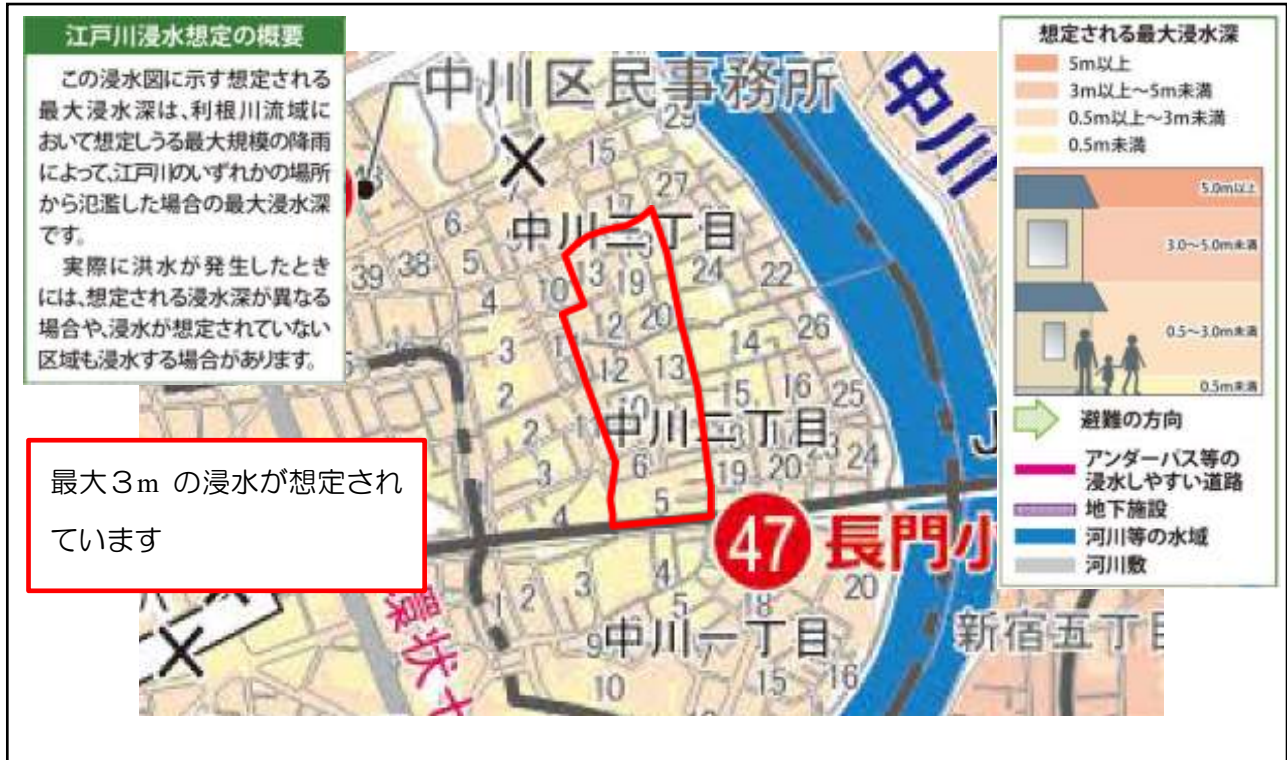 江戸川浸水想定の概要
この浸水図に示す想定される
最大浸水深は、利根川流域に
おいて想定しうる最大規模の降雨
によって、江戸川のいずれかの場所
から氾濫した場合の最大浸水深
です。
実際に洪水が発生したとき
には、想定される浸水深が異なる
場合や、浸水が想定されていない
区域も浸水する場合があります。
想定される最大浸水深
5m以上
3m以上～5m未満
0.5m以上～3m未満
0.5m未満
5.0m以上
3.0～5.0m未満
0.5～3.0m未満
0.5m未満
避難の方向
アンダーパス等の
浸水しやすい道路
地下施設
河川等の水域
河川敷
中川区民事務所
中川
29
15
27
17
中川三丁目
6
39 38 5
10 13 19
24 22
4
12 20
26
3
14
12 13
2
15 16 25
10
中川二丁目
2
6
3
19 20 24
5
4
47 長門小
最大３m の浸水が想定され
ています
4
20
1 2 3
5 18
環状七
9 中川一丁目
新宿五丁目
10
15 16